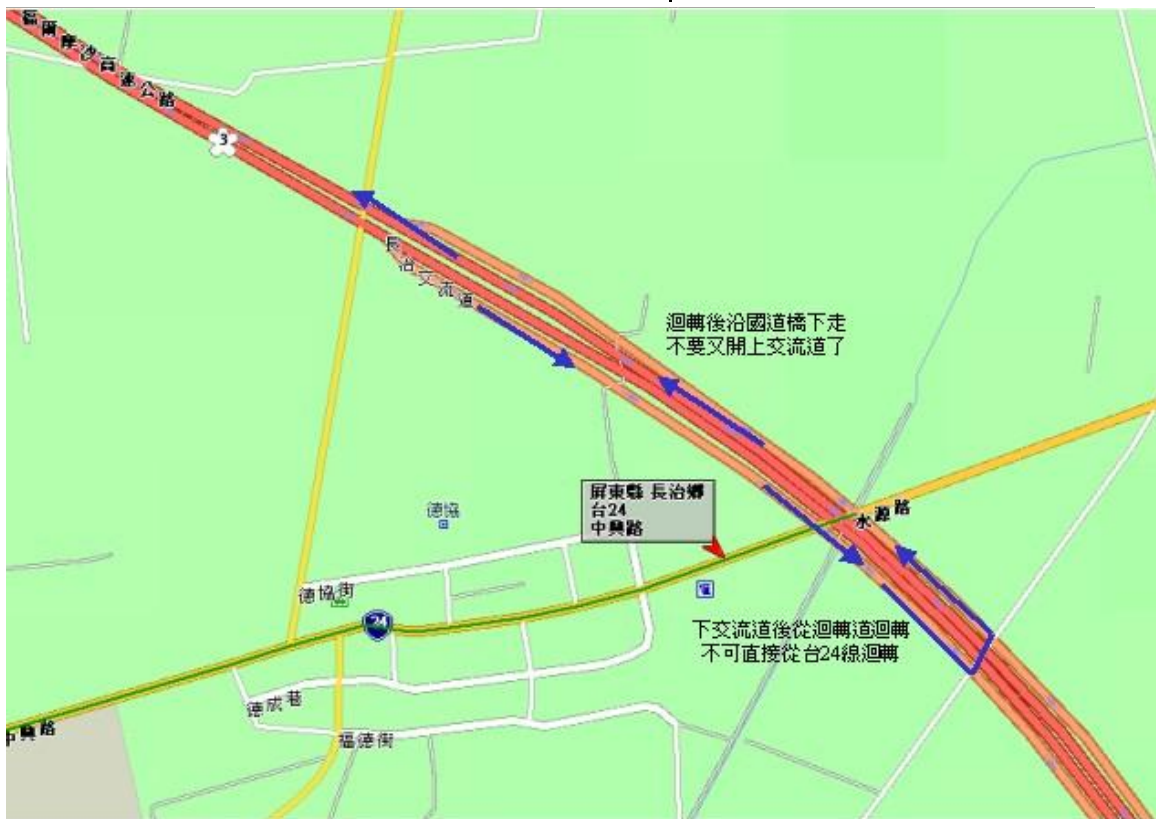 福爾摩沙高速公路
3
長治交流道
迴轉後沿國道橋下走
不要又開上交流道了
屏東縣 長治鄉
台24
中興路
水源路
德協
德協街
24
下交流道後從迴轉道迴轉
不可直接從台24線迴轉
德成巷
中興路
福德街